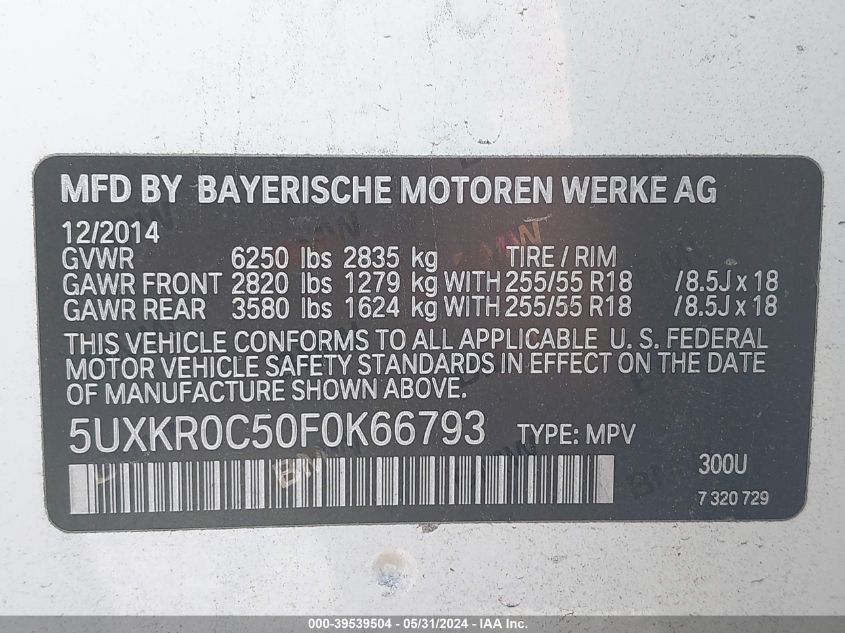 MFD BY BAYERISCHE MOTOREN WERKE AG
12/2014
GVWR 6250 lbs 2835 kg TIRE / RIM
GAWR FRONT 2820 lbs 1279 kg WITH 255/55 R18 /8.5J x 18
GAWR REAR 3580 lbs 1624 kg WITH 255/55 R18 /8.5J x 18
THIS VEHICLE CONFORMS TO ALL APPLICABLE U. S. FEDERAL
MOTOR VEHICLE SAFETY STANDARDS IN EFFECT ON THE DATE
OF MANUFACTURE SHOWN ABOVE.
5UXKR0C50F0K66793 TYPE: MPV
BMW BMW
300U
7 320 729
000-39539504 - 05/31/2024 - IAA, Inc.